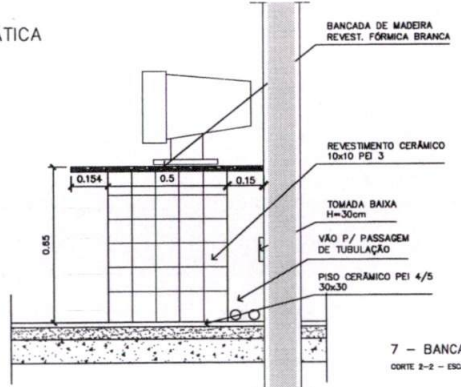 ÁTICA
BANCADA DE MADEIRA
REVEST. FÓRMICA BRANCA
REVESTIMENTO CERÂMICO
10x10 PEI 3
0.154
0.5
0.15
TOMADA BAIXA
H=30cm
0.85
VÃO P/ PASSAGEM
DE TUBULAÇÃO
PISO CERÂMICO PEI 4/5
30x30
7 - BANCA
CORTE 2-2 - ESC